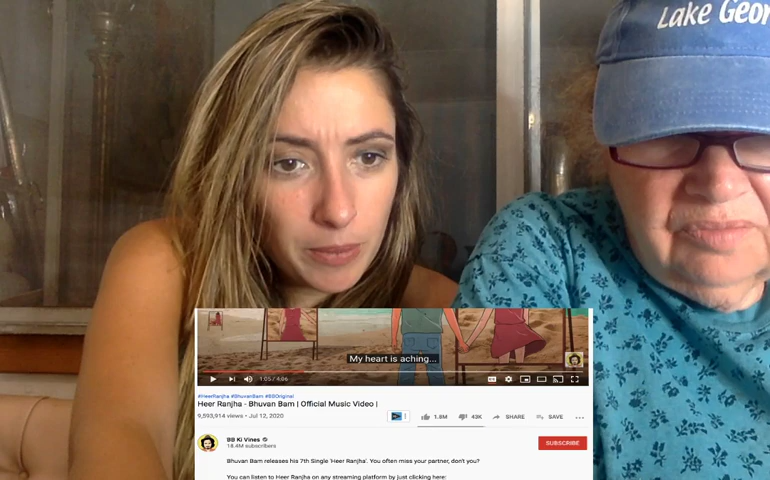 Lake Geor
My heart is aching...
1:05 / 4:06
#HeerRanjha #BhuvanBam #BBOriginal
Heer Ranjha - Bhuvan Bam | Official Music Video |
9,593,914 views • Jul 12, 2020
1.8M
43K
SHARE
SAVE
BB Ki Vines
18.4M subscribers
SUBSCRIBE
Bhuvan Bam releases his 7th Single 'Heer Ranjha'. You often miss your partner, don't you?
You can listen to Heer Ranjha on any streaming platform by just clicking here: